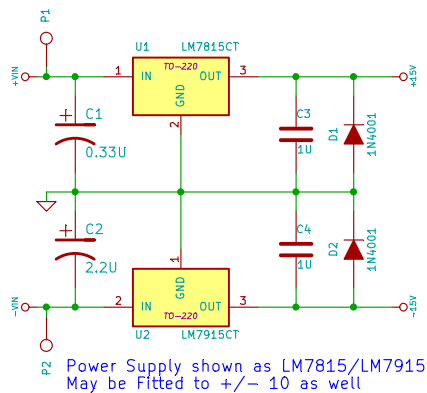 P1
U1 LM7815CT
TO-220
+VIN 1 IN OUT 3 +15V
GND
2
C1
0.33U
C3
1U
D1
1N4001
C2
2.2U
C4
1U
D2
1N4001
1
GND
-VIN 2 IN OUT 3 -15V
TO-220
U2 LM7915CT
P2
Power Supply shown as LM7815/LM7915
May be Fitted to +/- 10 as well